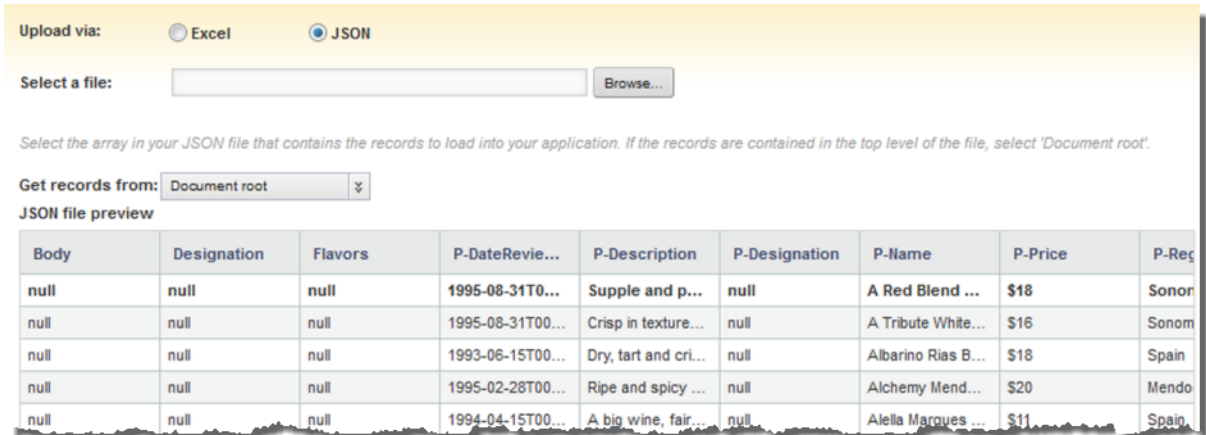 Upload via: Excel JSON
Select a file: Browse...
Select the array in your JSON file that contains the records to load into your application. If the records are contained in the top level of the file, select 'Document root'.
Get records from: Document root
JSON file preview
Body Designation Flavors P-DateRevie... P-Description P-Designation P-Name P-Price P-Reg
null null null 1995-08-31T0... Supple and p... null A Red Blend ... $18 Sonom
null null null 1995-08-31T00... Crisp in texture... null A Tribute White... $16 Sonom
null null null 1993-06-15T00... Dry, tart and cri... null Albarino Rias B... $18 Spain
null null null 1995-02-28T00... Ripe and spicy ... null Alchemy Mend... $20 Mendo
null null null 1994-04-15T00... A big wine, fair... null Alella Marques ... $11 Spain